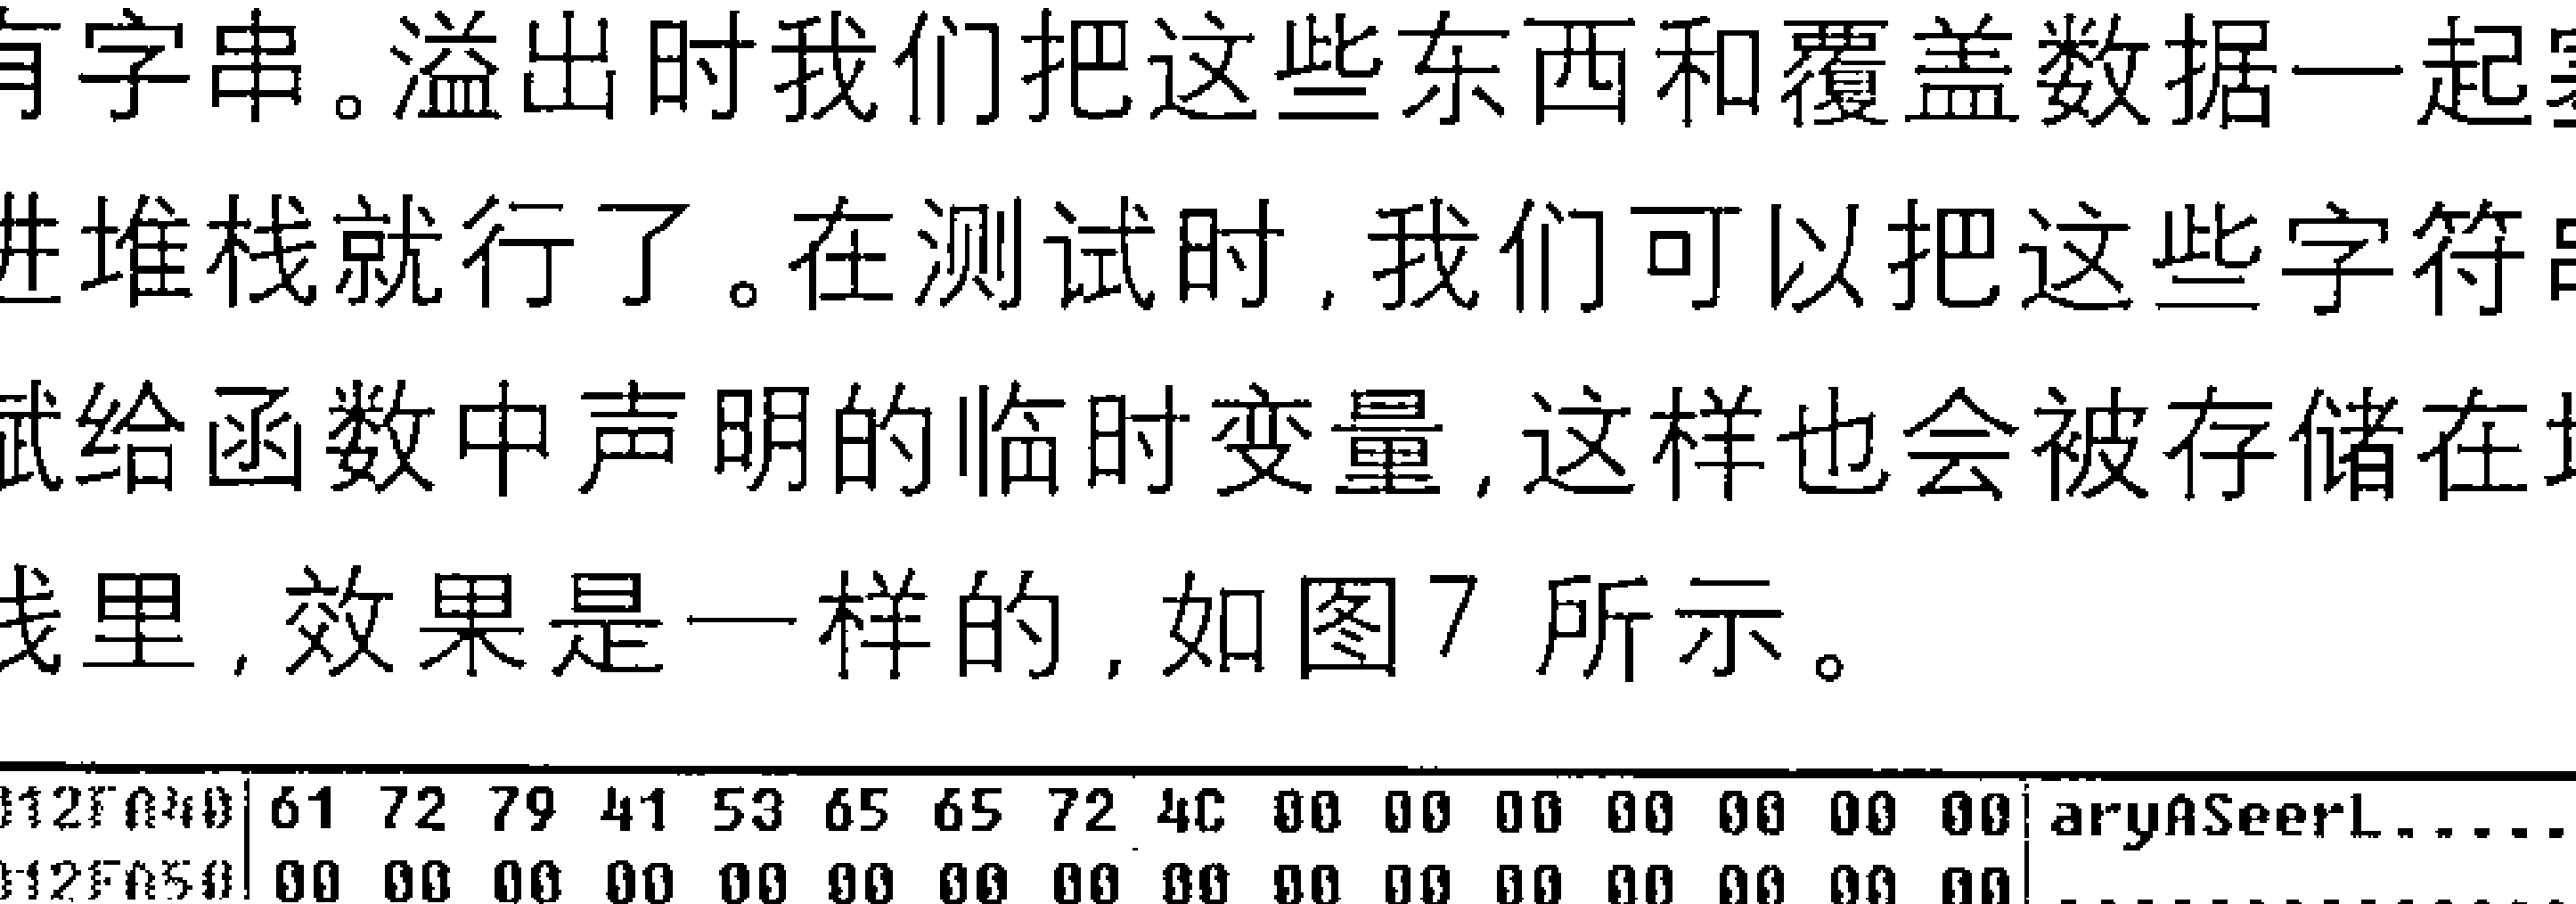 有字串。溢出时我们把这些东西和覆盖数据一起塞
进堆栈就行了。在测试时,我们可以把这些字符串
赋给函数中声明的临时变量,这样也会被存储在堆
栈里,效果是一样的,如图7 所示。
012FA40 61 72 79 41 53 65 65 72 4C 00 00 00 00 00 00 00 aryASeerL.....
012FA50 00 00 00 00 00 00 00 00 00 00 00 00 00 00 00 00 ..............